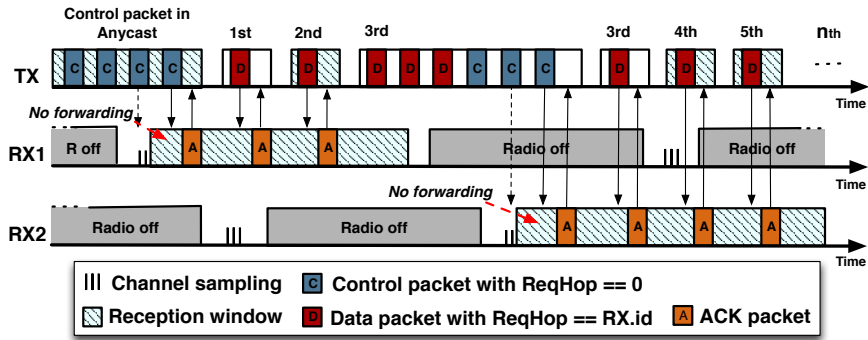 Control packet in
Anycast
1st
2nd
3rd
3rd
4th
5th
nth
TX
C C C C D D D D D C C C D D D
Time
No forwarding
RX1
R off
A A A
Radio off
Radio off
Time
No forwarding
RX2
Radio off
Radio off
A A A A
Time
Channel sampling
C Control packet with ReqHop == 0
Reception window
D Data packet with ReqHop == RX.id
A ACK packet